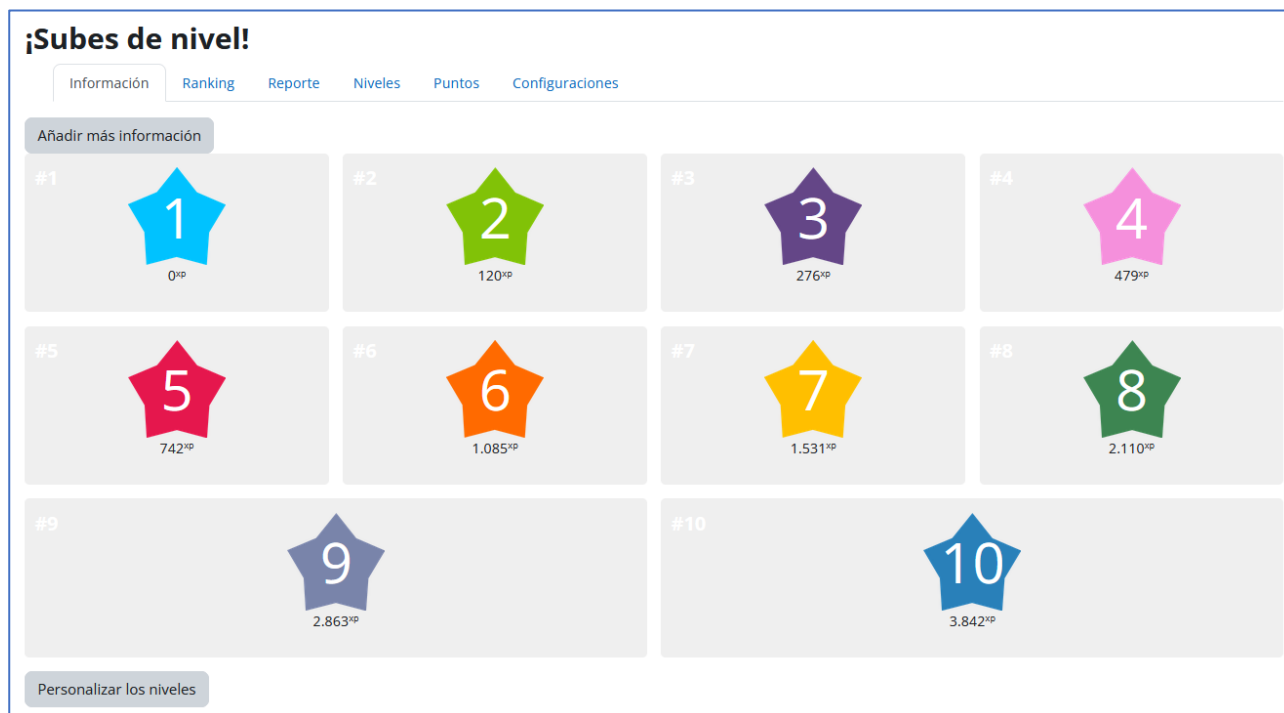 ¡Subes de nivel!
Información Ranking Reporte Niveles Puntos Configuraciones
Añadir más información
#1 #2 #3 #4
1 2 3 4
0xp 120xp 276xp 479xp
#5 #6 #7 #8
5 6 7 8
742xp 1.085xp 1.531xp 2.110xp
#9 #10
9 10
2.863xp 3.842xp
Personalizar los niveles